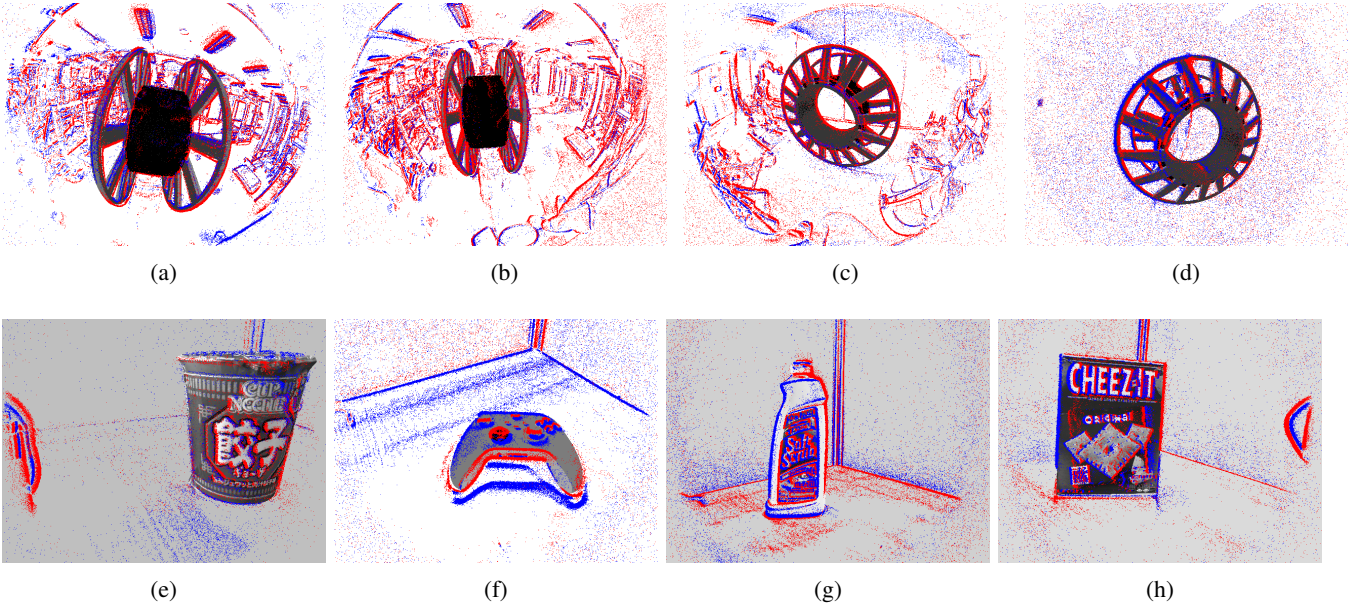 (a)
(b)
(c)
(d)
CUP
NOODLE
餃子
(e)
(f)
Soft
Scrub
(g)
CHEEZ-IT
ORIGINAL
(h)